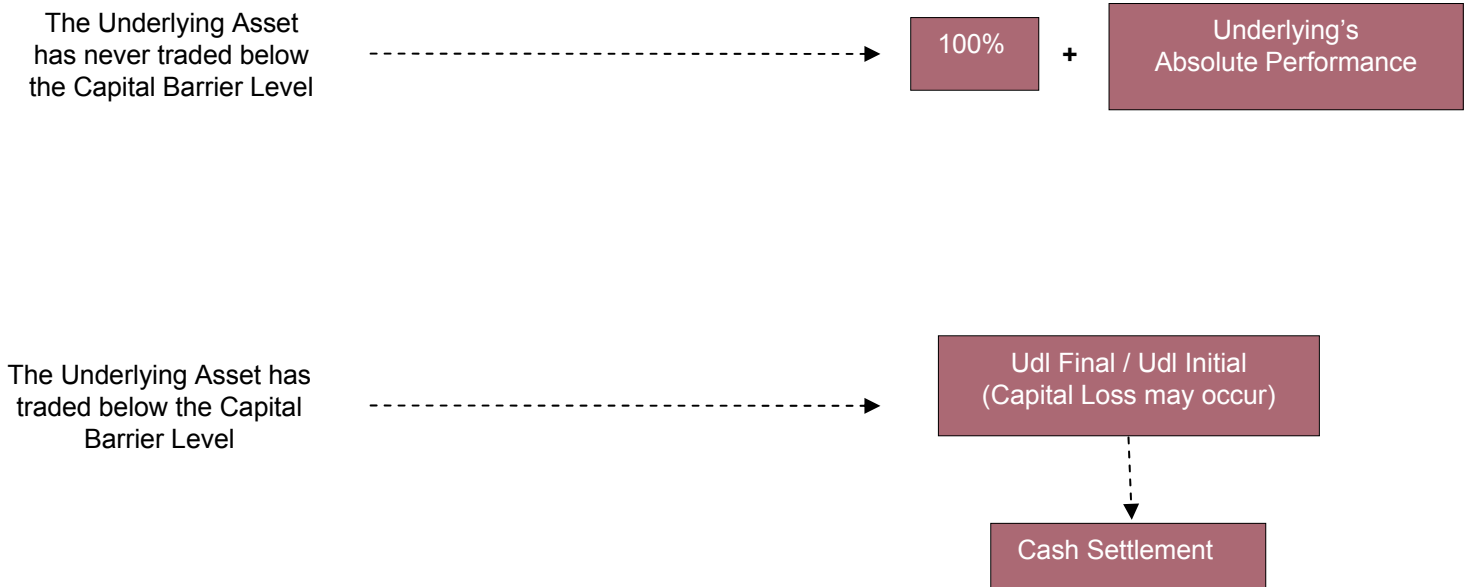 The Underlying Asset
has never traded below
the Capital Barrier Level
100%
+
Underlying's
Absolute Performance
The Underlying Asset has
traded below the Capital
Barrier Level
Udl Final / Udl Initial
(Capital Loss may occur)
Cash Settlement